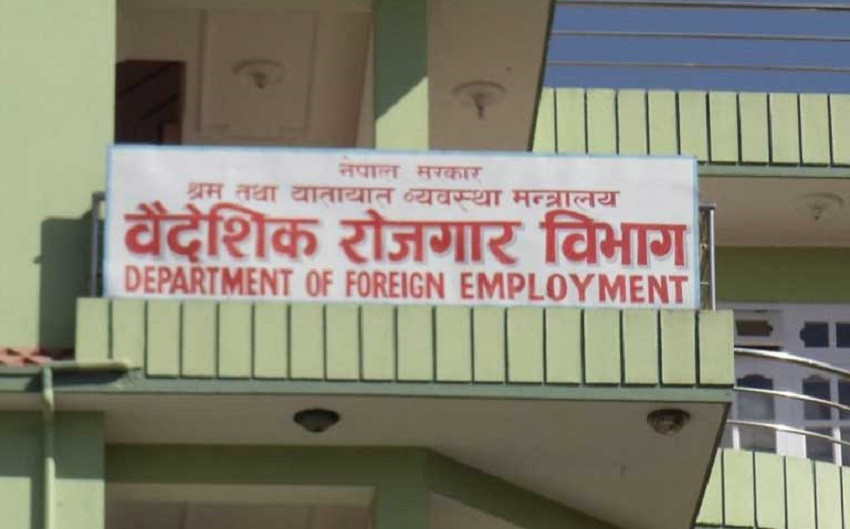 नेपाल सरकार
श्रम तथा यातायात व्यवस्था मन्त्रालय
वैदेशिक रोजगार विभाग
DEPARTMENT OF FOREIGN EMPLOYMENT